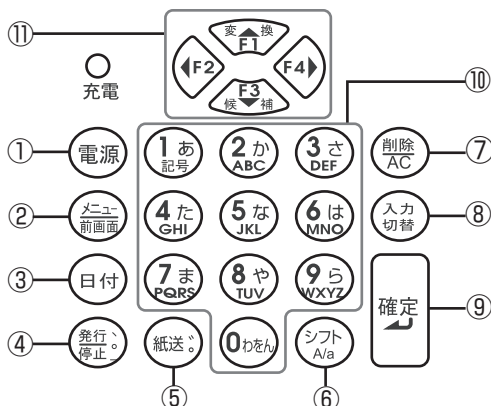 ⑪
変 換
F1
F2
F4
F3
候 補
充電
⑩
①
電源
1 あ
記号
2 か
ABC
3 さ
DEF
削除
AC
⑦
②
メニュー
前画面
4 た
GHI
5 な
JKL
6 は
MNO
入力
切替
⑧
③
日付
7 ま
PQRS
8 や
TUV
9 ら
WXYZ
確定
⑨
④
発行 、。
停止 _
紙送 ゛゜
0 わをん
シフト
A/a
⑤
⑥